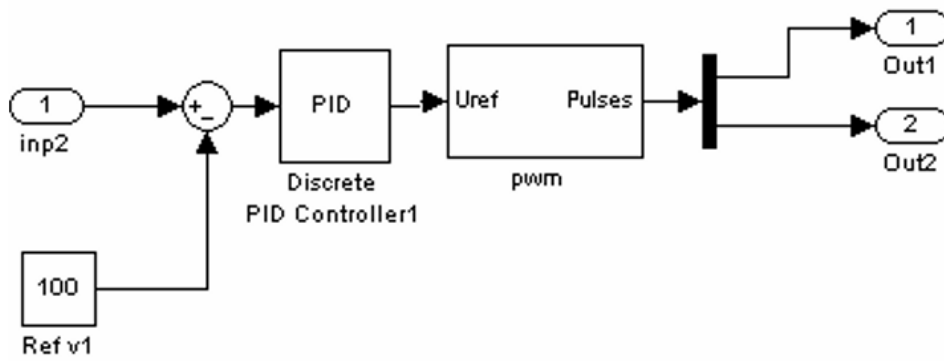 1
inp2
+
−
PID
Discrete
PID Controller1
Uref
Pulses
pwm
1
Out1
2
Out2
100
Ref v1